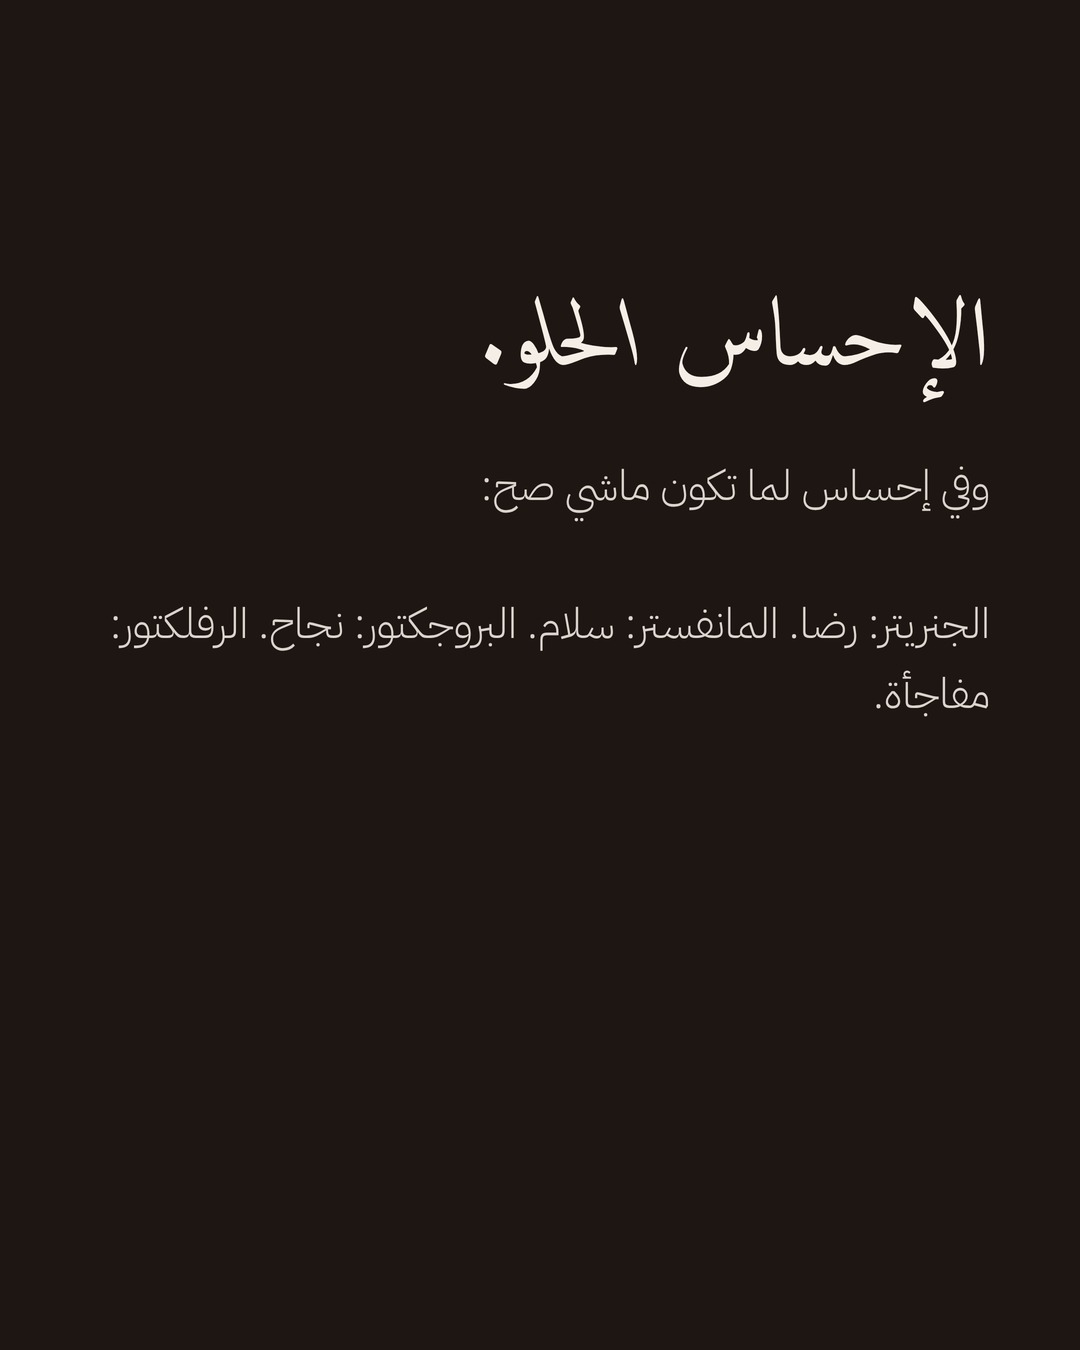 الإحساس الحلو.
وفي إحساس لما تكون ماشي صح:
الجنريتر: رضا. المانفستر: سلام. البروجكتور: نجاح. الرفلكتور:
مفاجأة.